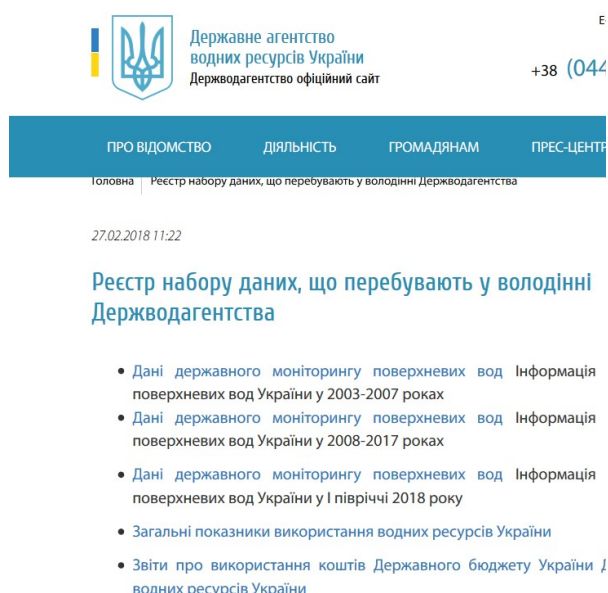 Державне агентство
водних ресурсів України
Держводагентство офіційний сайт
E-
+38 (044
ПРО ВІДОМСТВО ДІЯЛЬНІСТЬ ГРОМАДЯНАМ ПРЕС-ЦЕНТР
Головна Реєстр набору даних, що перебувають у володінні Держводагентства
27.02.2018 11:22
Реєстр набору даних, що перебувають у володінні
Держводагентства
Дані державного моніторингу поверхневих вод Інформація
поверхневих вод України у 2003-2007 роках
Дані державного моніторингу поверхневих вод Інформація
поверхневих вод України у 2008-2017 роках
Дані державного моніторингу поверхневих вод Інформація
поверхневих вод України у І півріччі 2018 року
Загальні показники використання водних ресурсів України
Звіти про використання коштів Державного бюджету України Д
водних ресурсів України